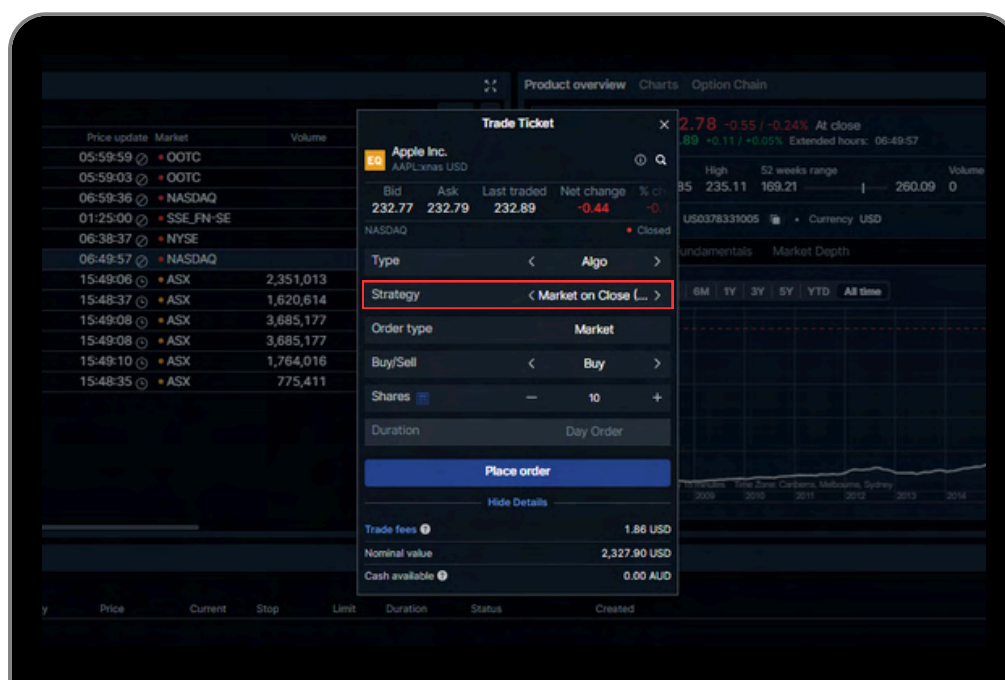 Product overview Charts Option Chain
Price update Market Volume
05:59:59 OOTC
05:59:03 OOTC
06:59:36 NASDAQ
01:25:00 SSE_FN-SE
06:38:37 NYSE
06:49:57 NASDAQ
15:49:06 ASX 2,351,013
15:48:37 ASX 1,620,614
15:49:08 ASX 3,685,177
15:49:08 ASX 3,685,177
15:49:10 ASX 1,764,016
15:48:35 ASX 775,411
Trade Ticket
EQ Apple Inc.
AAPL:xnas USD
Bid Ask Last traded Net change % ch
232.77 232.79 232.89 -0.44 -0.
NASDAQ Closed
Type Algo
Strategy Market on Close (...
Order type Market
Buy/Sell Buy
Shares 10
Duration Day Order
Place order
Hide Details
Trade fees 1.86 USD
Nominal value 2,327.90 USD
Cash available 0.00 AUD
2.78 -0.55 / -0.24% At close
.89 +0.11 / +0.05% Extended hours: 06:49:57
High 52 weeks range Volume
85 235.11 169.21 260.09 0
US0378331005 • Currency USD
undamentals Market Depth
6M 1Y 3Y 5Y YTD All time
Time Zone: Canberra, Melbourne, Sydney
2009 2010 2011 2012 2013 2014
y Price Current Stop Limit Duration Status Created